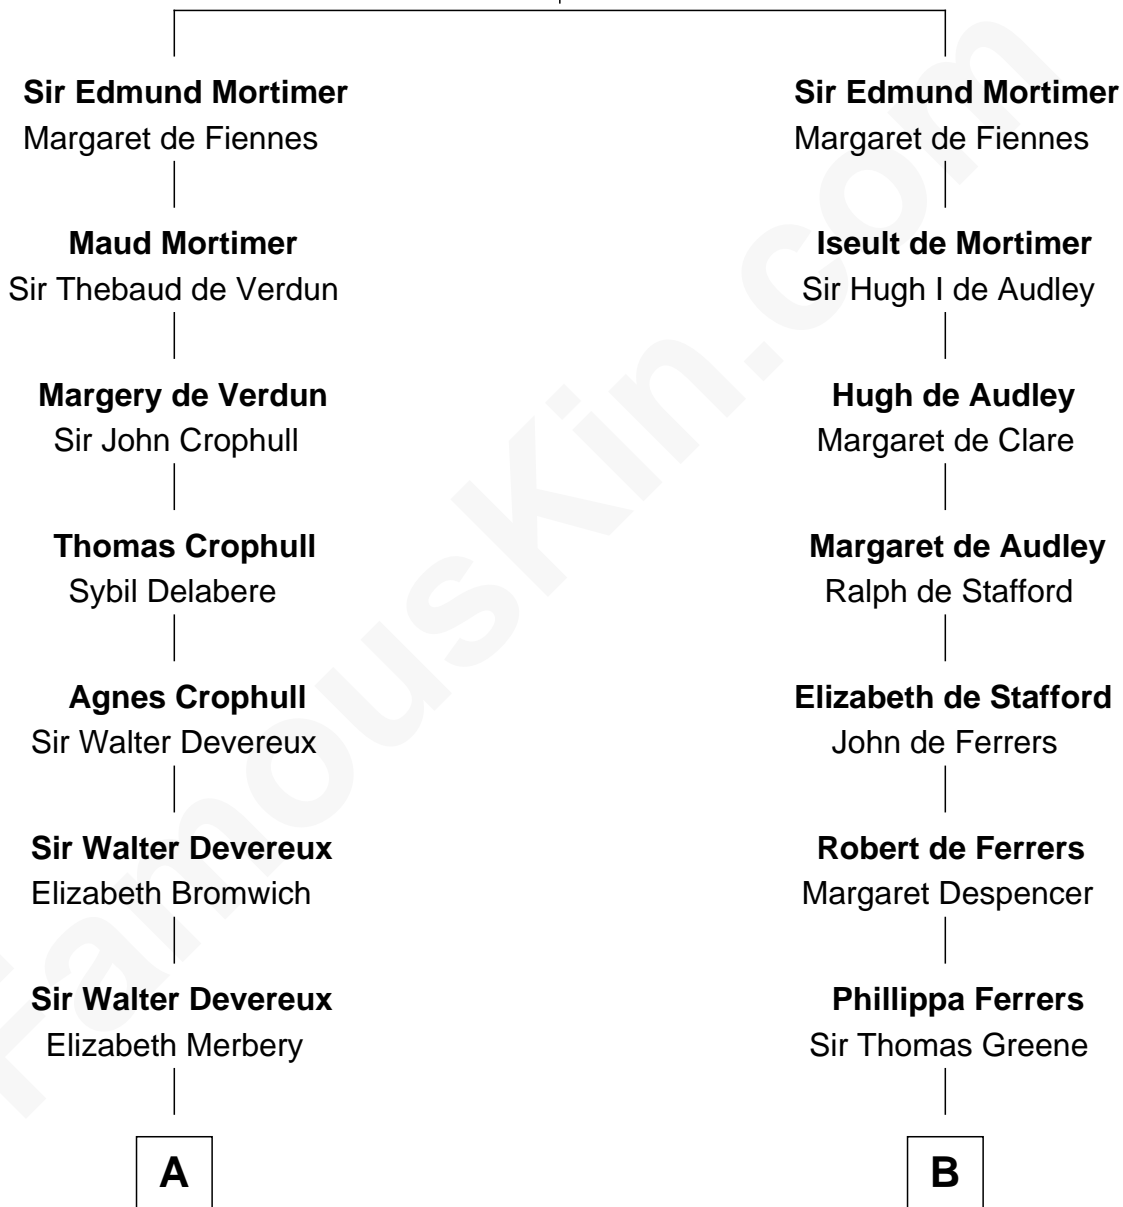 Sir Edmund Mortimer
Margaret de Fiennes
Maud Mortimer
Sir Thebaud de Verdun
Margery de Verdun
Sir John Crophull
Thomas Crophull
Sybil Delabere
Agnes Crophull
Sir Walter Devereux
Sir Walter Devereux
Elizabeth Bromwich
Sir Walter Devereux
Elizabeth Merbery
A
Sir Edmund Mortimer
Margaret de Fiennes
Iseult de Mortimer
Sir Hugh I de Audley
Hugh de Audley
Margaret de Clare
Margaret de Audley
Ralph de Stafford
Elizabeth de Stafford
John de Ferrers
Robert de Ferrers
Margaret Despencer
Phillippa Ferrers
Sir Thomas Greene
B
FamousKin.com